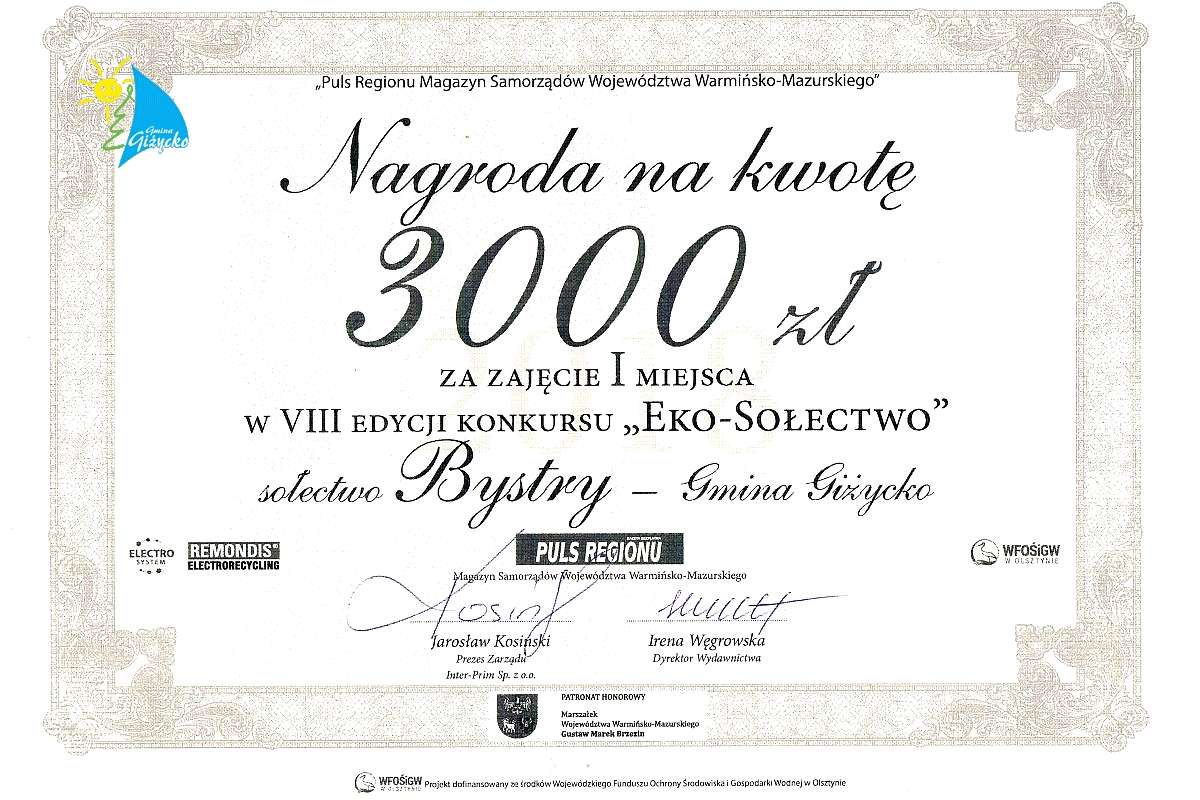 „Puls Regionu Magazyn Samorządów Województwa Warmińsko-Mazurskiego”
Gmina
Giżycko
Nagroda na kwotę
3000 zł
2018
za zajęcie I miejsca
w VIII edycji konkursu „Eko-Sołectwo”
sołectwo Bystry – Gmina Giżycko
ELECTRO
SYSTEM
REMONDIS®
ELECTRORECYCLING
PULS REGIONU
WFOŚiGW
W OLSZTYNIE
Magazyn Samorządów Województwa Warmińsko-Mazurskiego
Jarosław Kosiński
Prezes Zarządu
Inter-Prim Sp. z o.o.
Irena Węgrowska
Dyrektor Wydawnictwa
PATRONAT HONOROWY
Marszałek
Województwa Warmińsko-Mazurskiego
Gustaw Marek Brzezin
WFOŚiGW
W OLSZTYNIE
Projekt dofinansowany ze środków Wojewódzkiego Funduszu Ochrony Środowiska i Gospodarki Wodnej w Olsztynie